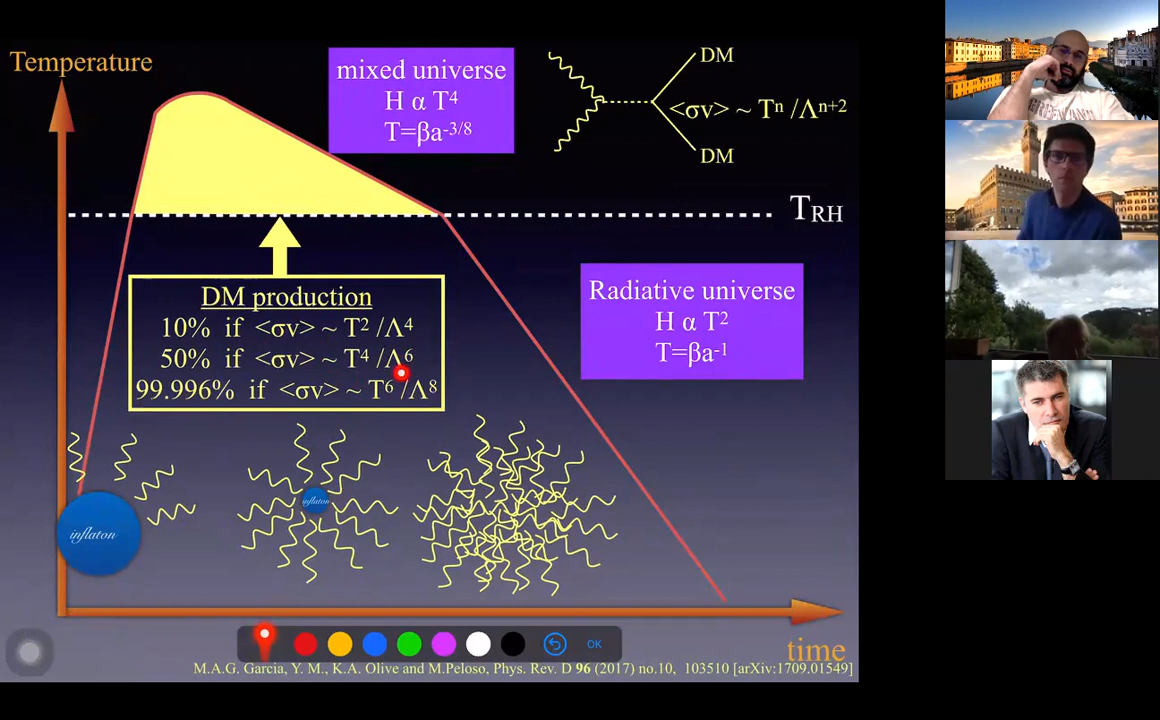 Temperature
mixed universe
H α T⁴
T=βa⁻³/⁸
DM
<σv> ~ Tⁿ /Λⁿ⁺²
DM
TRH
DM production
10% if <σv> ~ T² /Λ⁴
50% if <σv> ~ T⁴ /Λ⁶
99.996% if <σv> ~ T⁶ /Λ⁸
Radiative universe
H α T²
T=βa⁻¹
inflaton
inflaton
OK
time
M.A.G. Garcia, Y. M., K.A. Olive and M.Peloso, Phys. Rev. D 96 (2017) no.10, 103510 [arXiv:1709.01549]